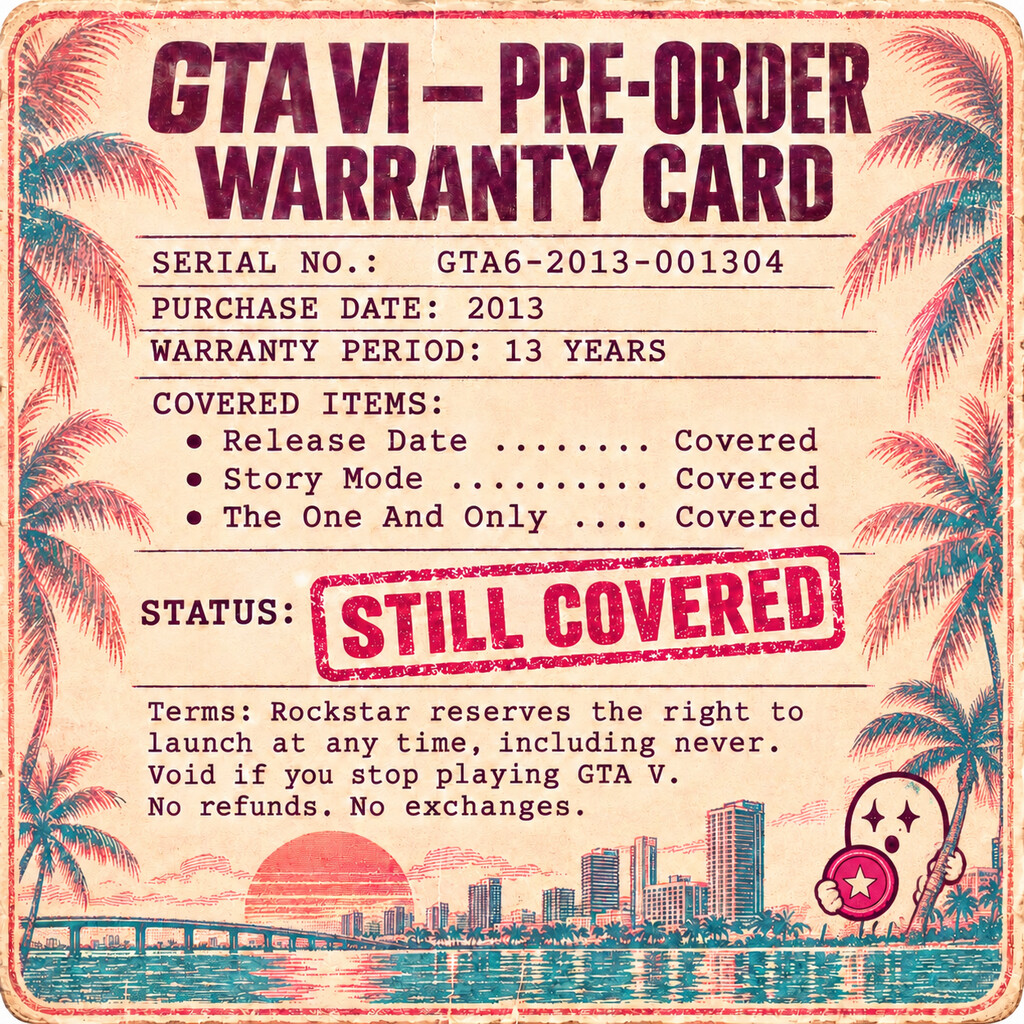 GTA VI — PRE-ORDER
WARRANTY CARD
SERIAL NO.: GTA6-2013-001304
PURCHASE DATE: 2013
WARRANTY PERIOD: 13 YEARS
COVERED ITEMS:
• Release Date ........ Covered
• Story Mode .......... Covered
• The One And Only .... Covered
STATUS: STILL COVERED
Terms: Rockstar reserves the right to
launch at any time, including never.
Void if you stop playing GTA V.
No refunds. No exchanges.